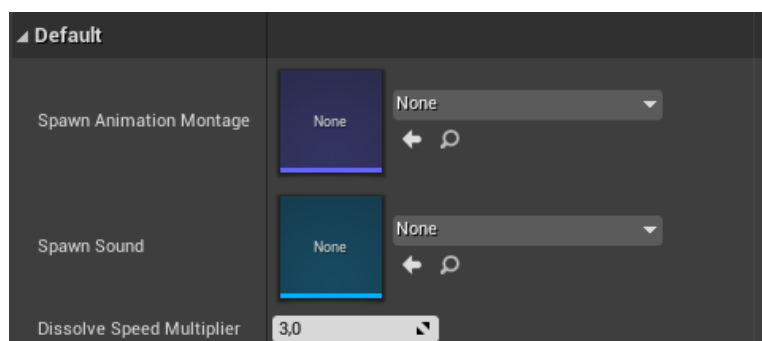 Default
Spawn Animation Montage
None
None
Spawn Sound
None
None
Dissolve Speed Multiplier
3,0